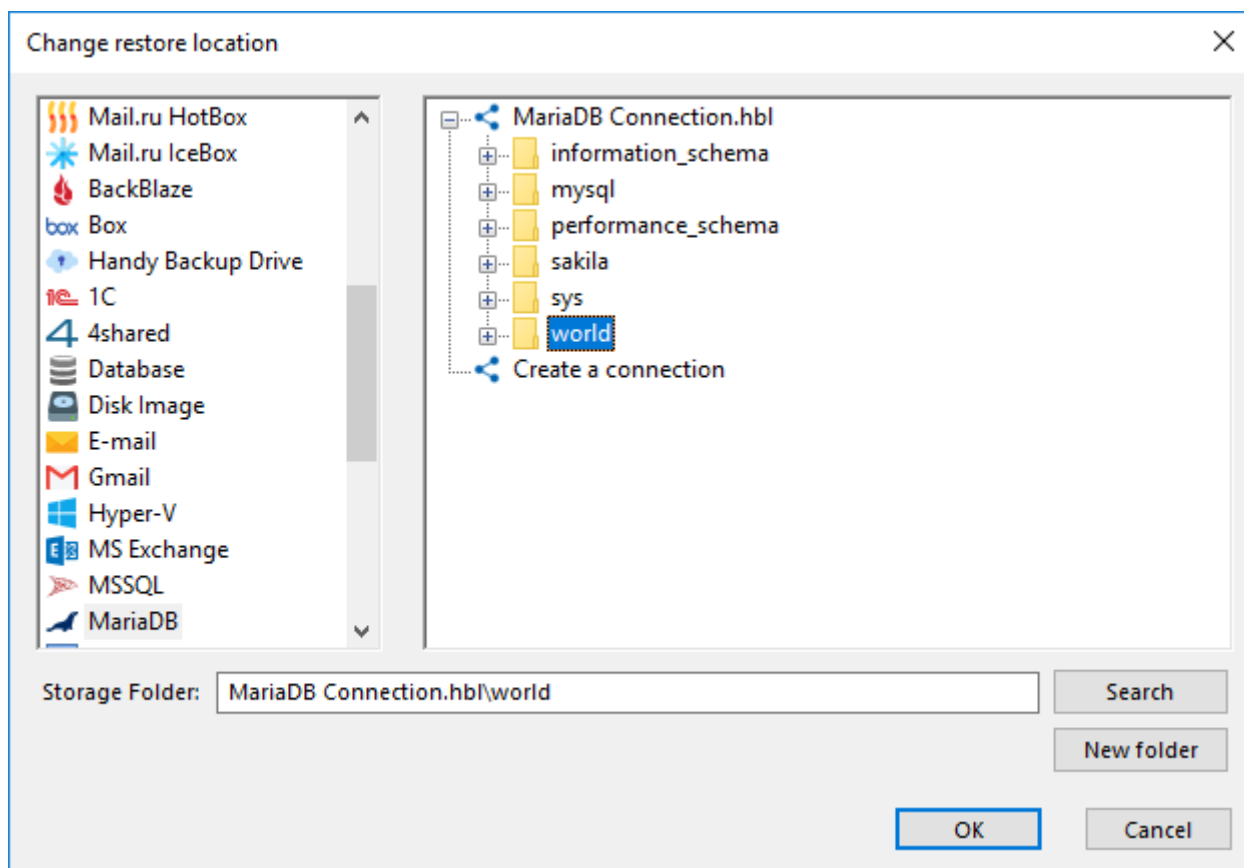 Change restore location
Mail.ru HotBox
Mail.ru IceBox
BackBlaze
box Box
Handy Backup Drive
1C 1C
4shared
Database
Disk Image
E-mail
Gmail
Hyper-V
MS Exchange
MSSQL
MariaDB
MariaDB Connection.hbl
information_schema
mysql
performance_schema
sakila
sys
world
Create a connection
Storage Folder: MariaDB Connection.hbl\world Search
New folder
OK Cancel